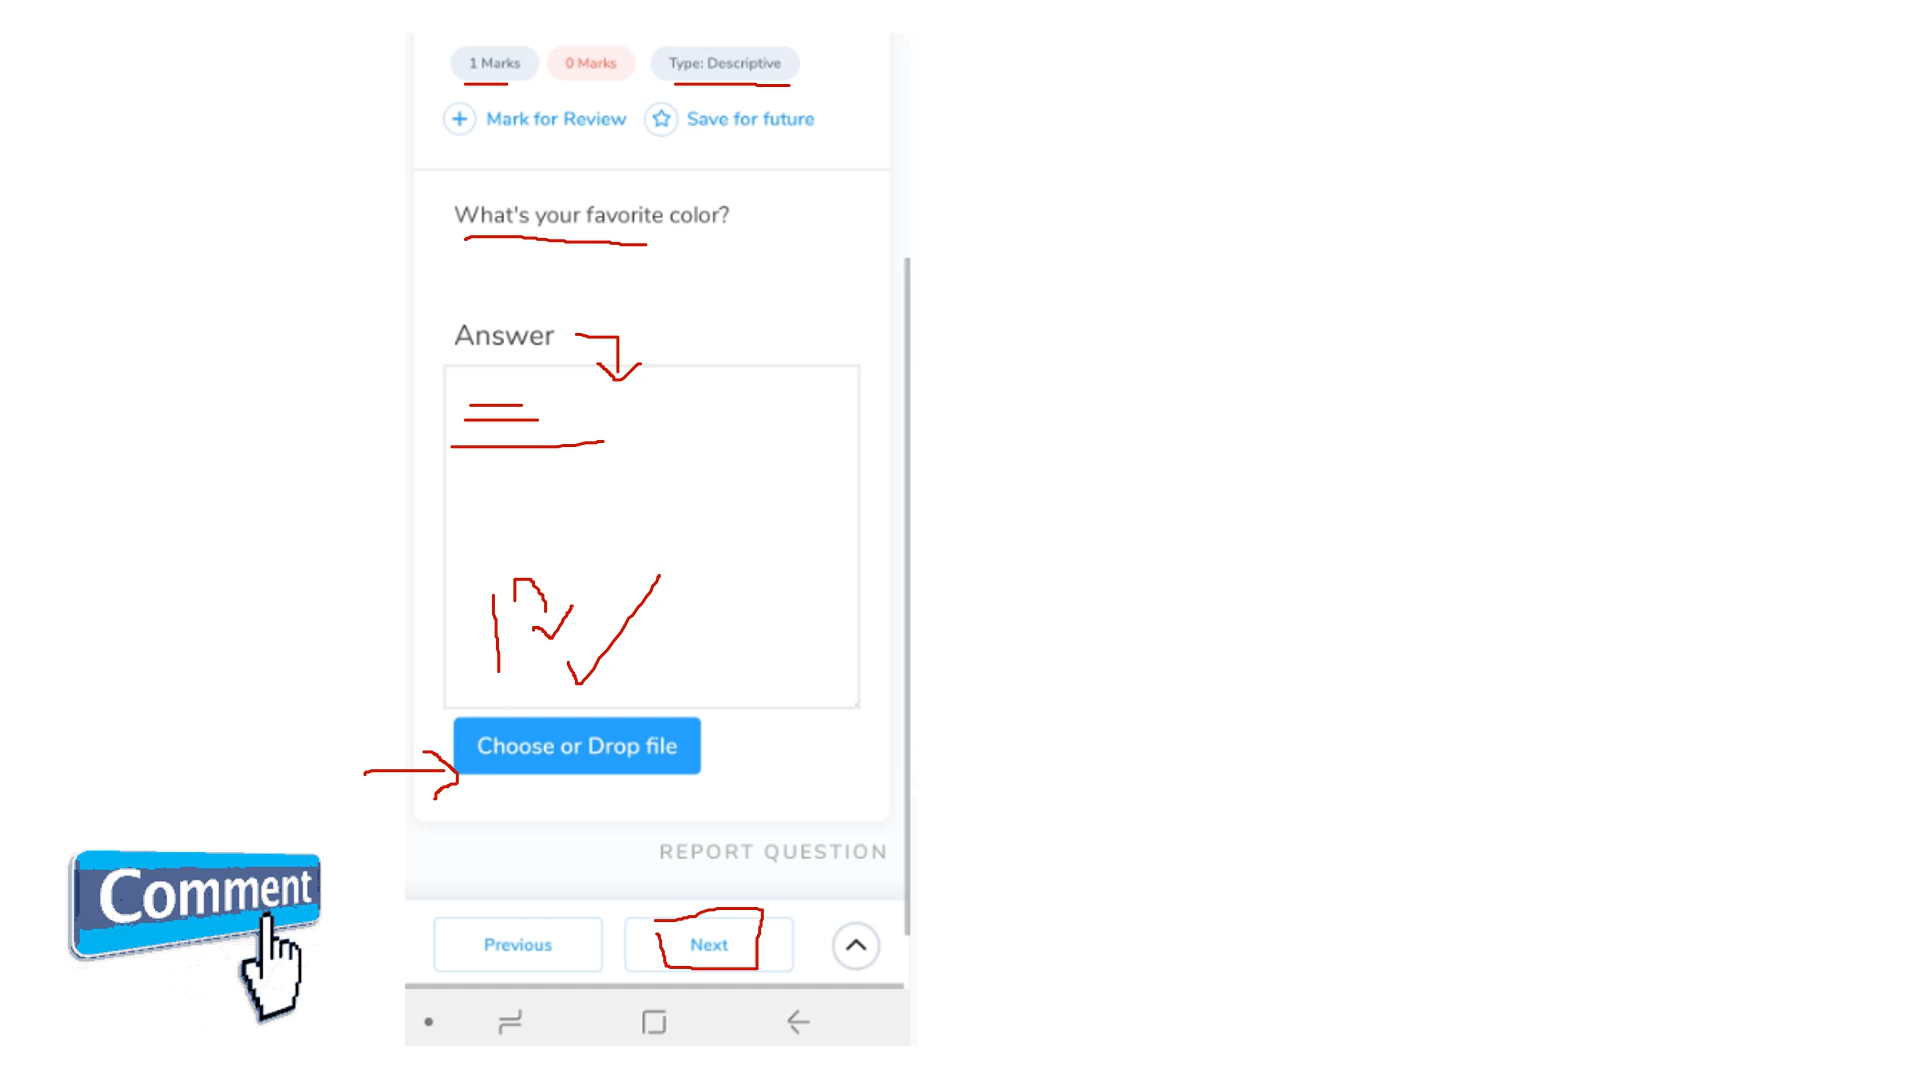 1 Marks 0 Marks Type: Descriptive
Mark for Review Save for future
What's your favorite color?
Answer
Choose or Drop file
REPORT QUESTION
Comment
Previous Next